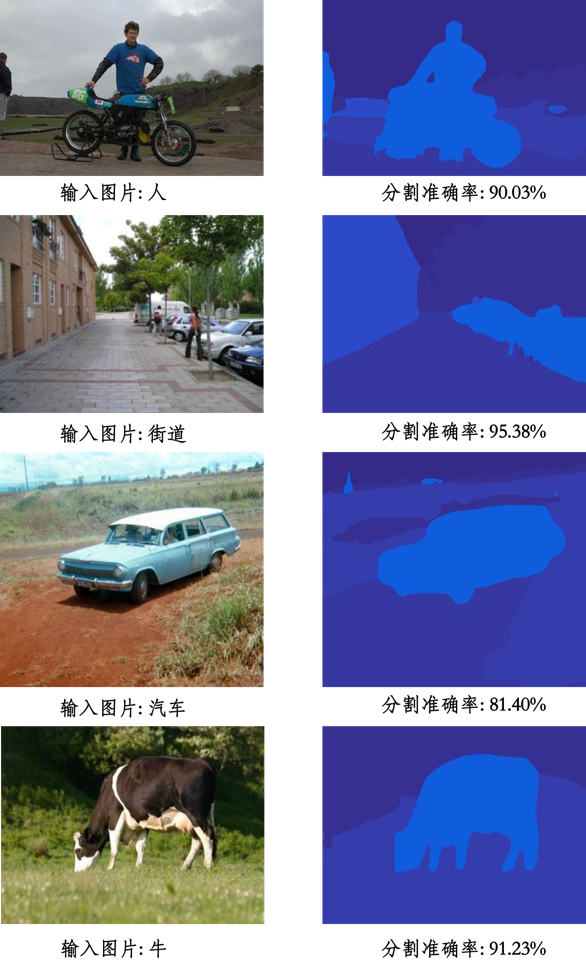 输入图片: 人
分割准确率: 90.03%
输入图片: 街道
分割准确率: 95.38%
输入图片: 汽车
分割准确率: 81.40%
输入图片: 牛
分割准确率: 91.23%